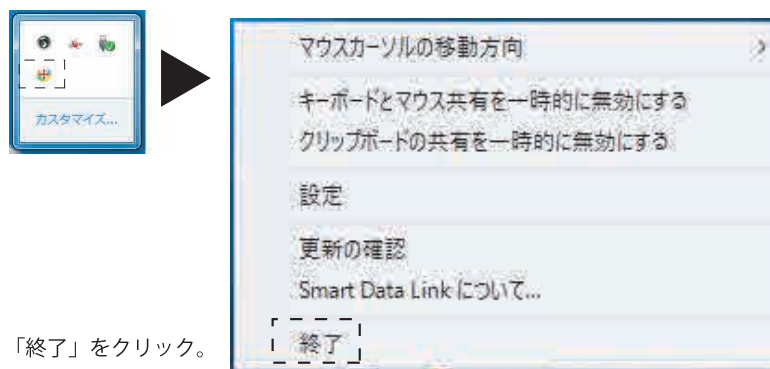 カスタマイズ...
マウスカーソルの移動方向
キーボードとマウス共有を一時的に無効にする
クリップボードの共有を一時的に無効にする
設定
更新の確認
Smart Data Link について...
終了
「終了」をクリック。